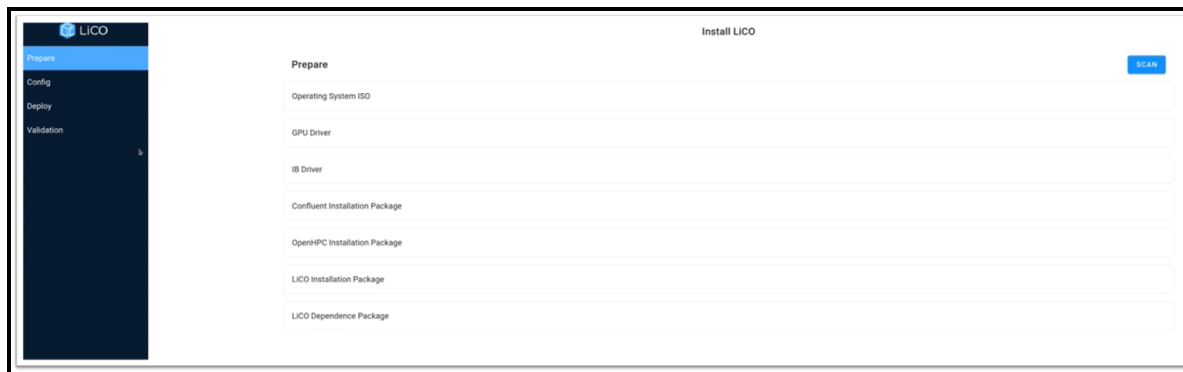 LiCO
Install LiCO
Prepare
Config
Deploy
Validation
Prepare
SCAN
Operating System ISO
GPU Driver
IB Driver
Confluent Installation Package
OpenHPC Installation Package
LiCO Installation Package
LiCO Dependence Package